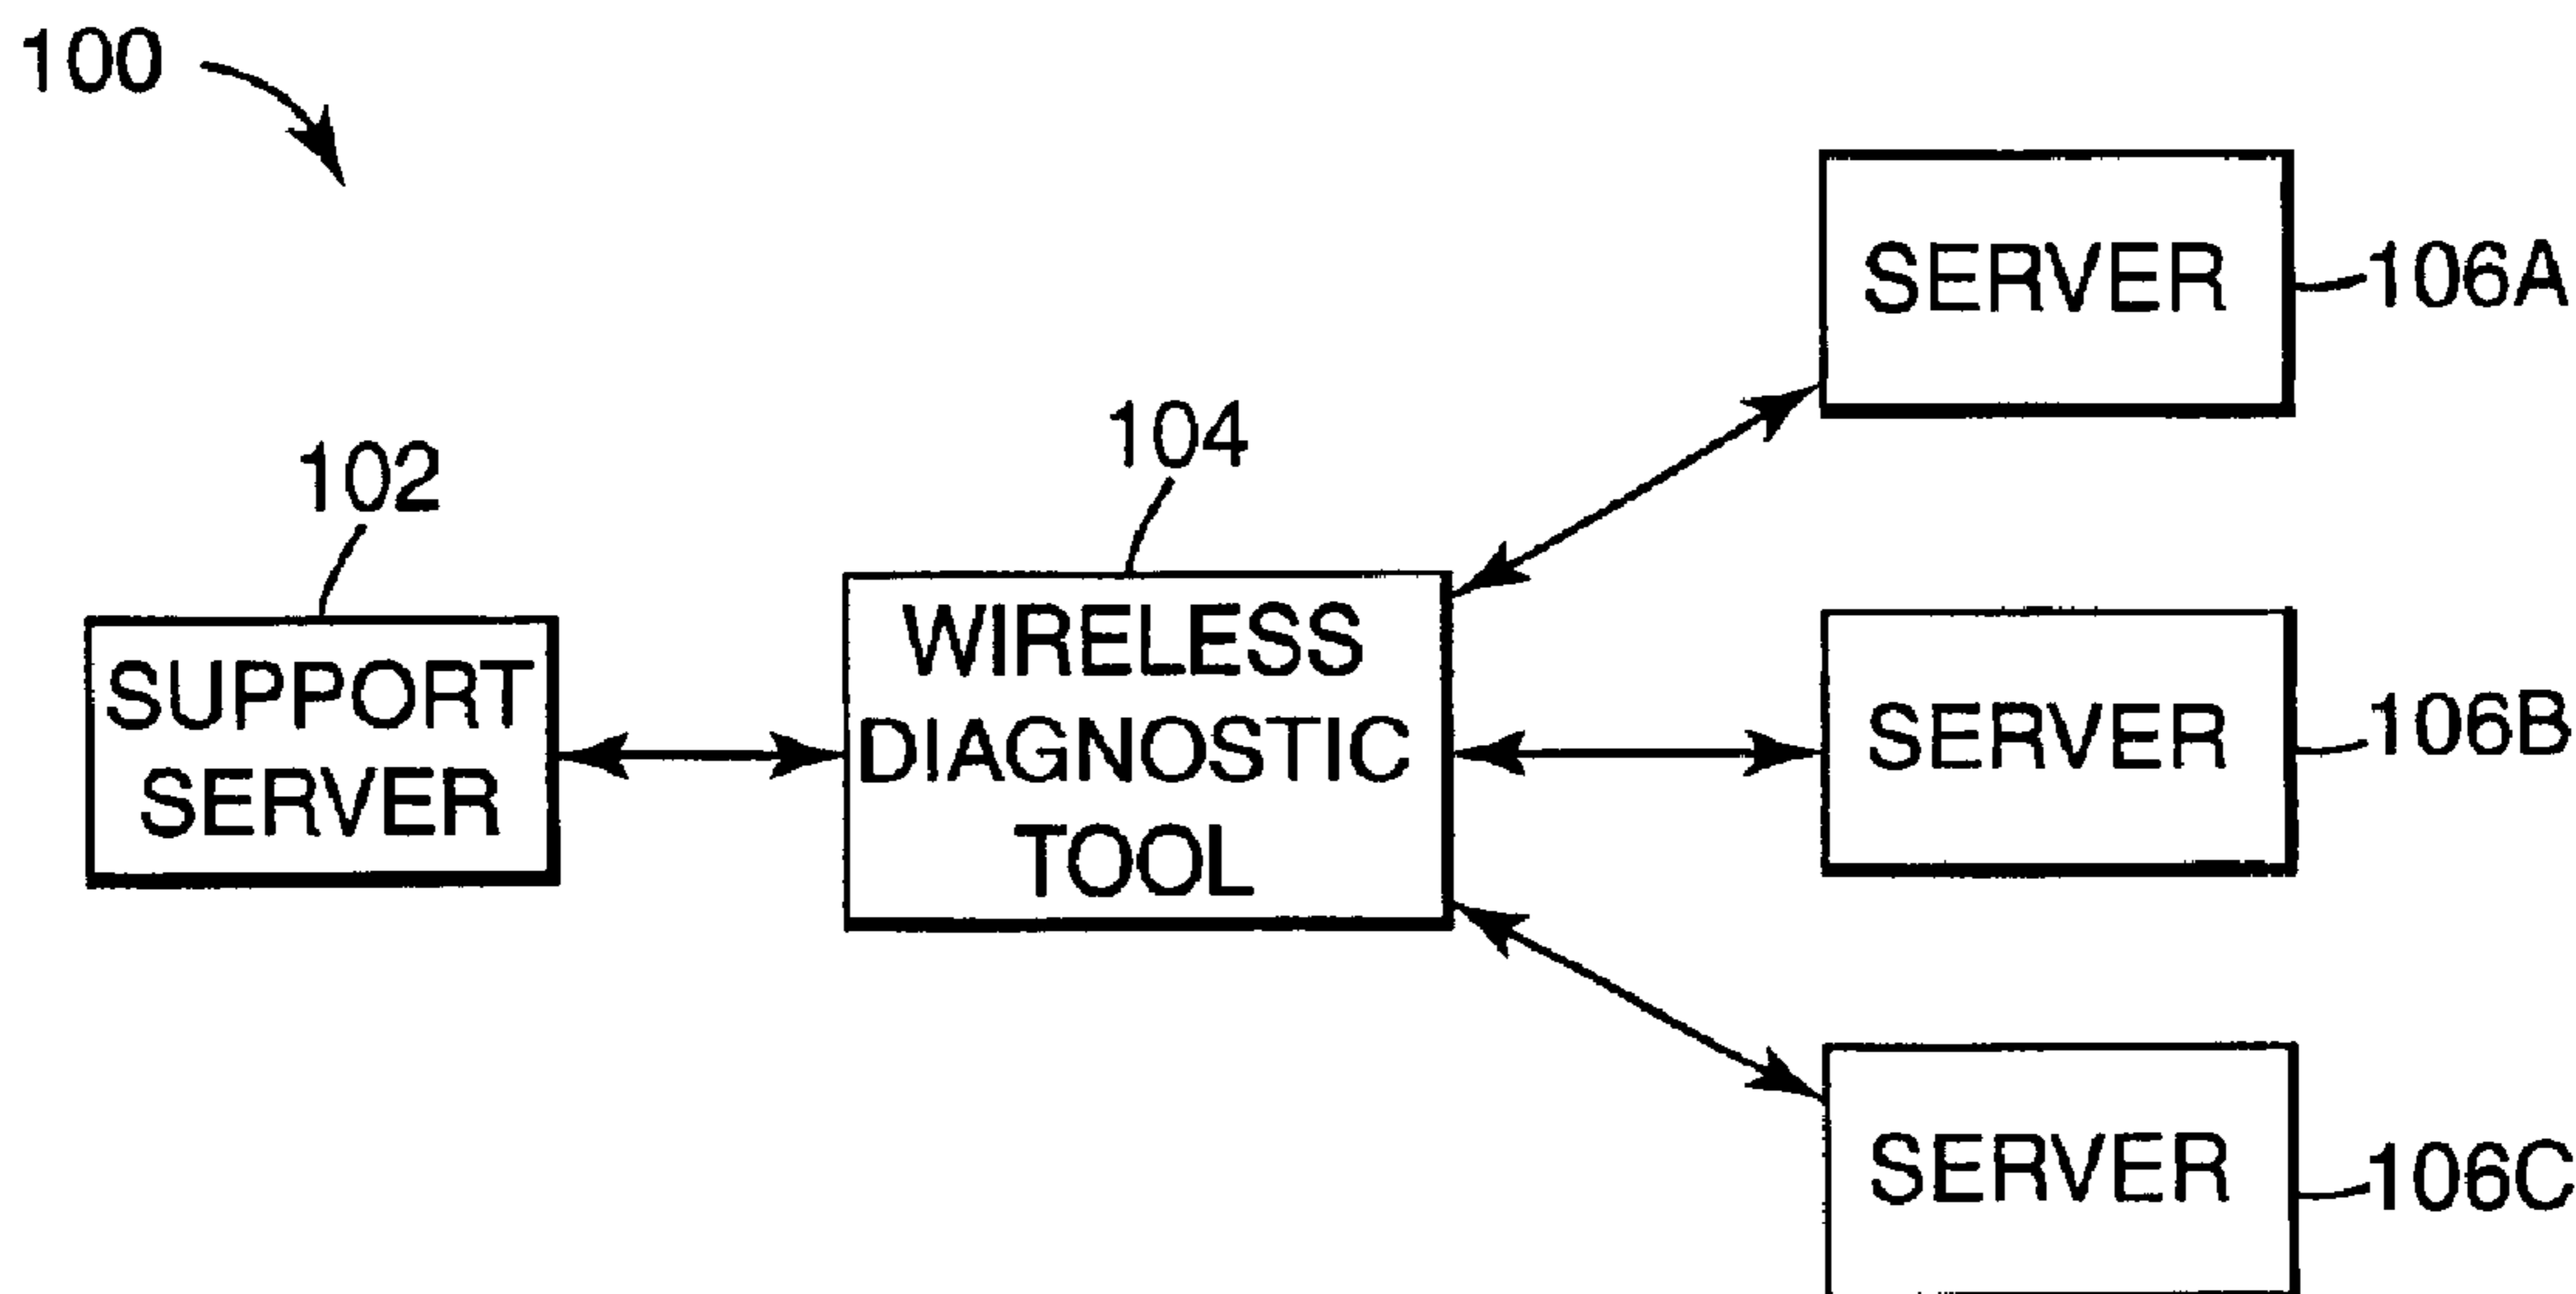 100
SERVER
106A
104
102
SUPPORT
SERVER
WIRELESS
DIAGNOSTIC
TOOL
SERVER
106B
SERVER
106C